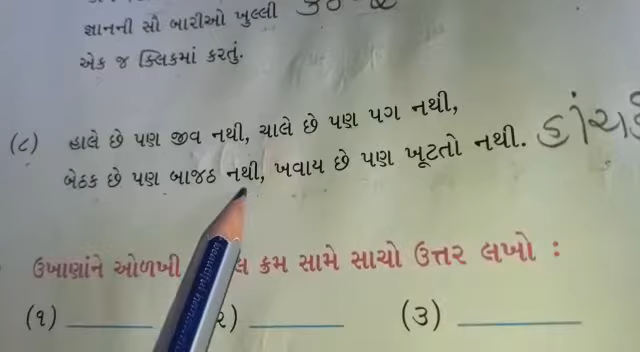 જ્ઞાનની સૌ બારીઓ ખુલ્લી
એક જ ક્લિકમાં કરતું.
(૮) હાલે છે પણ જીવ નથી, ચાલે છે પણ પગ નથી,
બેઠક છે પણ બાજઠ નથી, ખવાય છે પણ ખૂટતો નથી.
ઉખાણાંને ઓળખી ક્રમ સામે સાચો ઉત્તર લખો :
(૧) ૨) (૩)